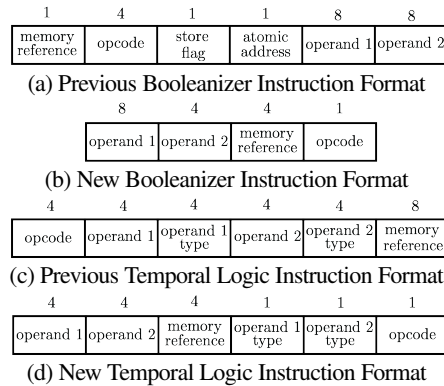 1 4 1 1 8 8
memory reference opcode store flag atomic address operand 1 operand 2
(a) Previous Booleanizer Instruction Format
8 4 4 1
operand 1 operand 2 memory reference opcode
(b) New Booleanizer Instruction Format
4 4 4 4 4 8
opcode operand 1 operand 1 type operand 2 operand 2 type memory reference
(c) Previous Temporal Logic Instruction Format
4 4 4 1 1 1
operand 1 operand 2 memory reference operand 1 type operand 2 type opcode
(d) New Temporal Logic Instruction Format